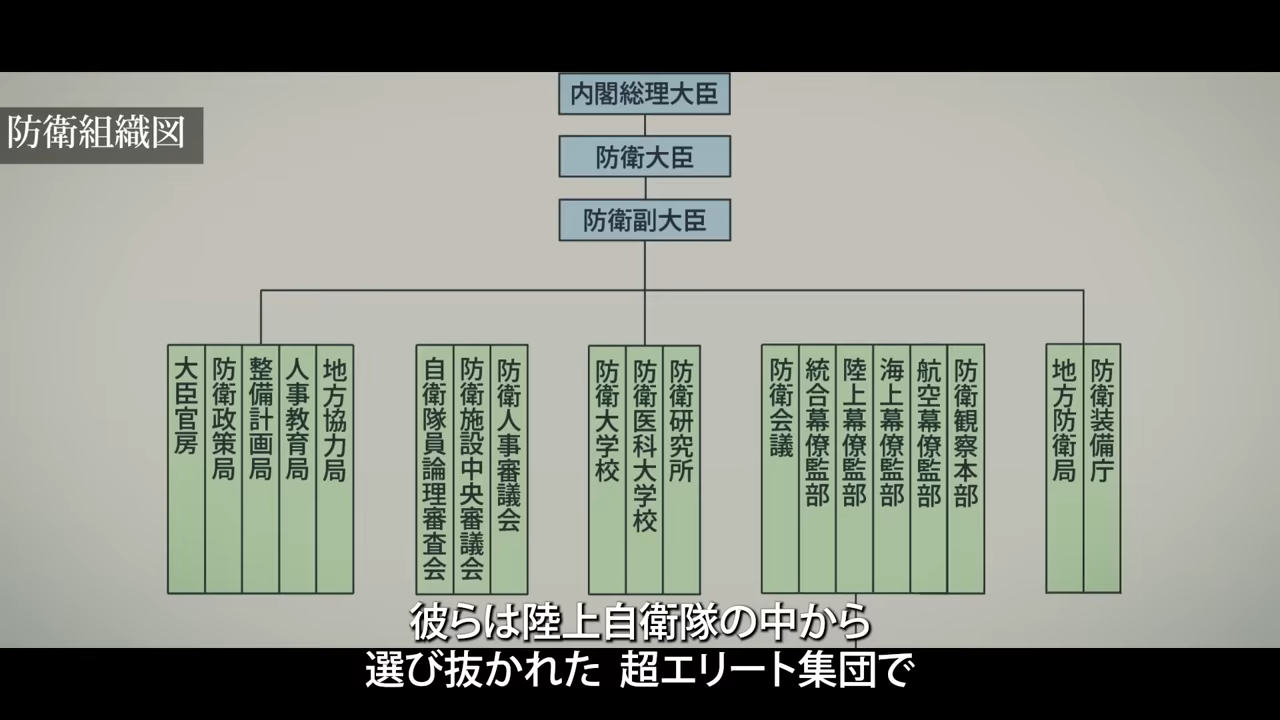 内閣総理大臣
防衛組織図
防衛大臣
防衛副大臣
大臣官房
防衛政策局
整備計画局
人事教育局
地方協力局
自衛隊員論理審査会
防衛施設中央審議会
防衛人事審議会
防衛大学校
防衛医科大学校
防衛研究所
防衛会議
統合幕僚監部
陸上幕僚監部
海上幕僚監部
航空幕僚監部
防衛観察本部
地方防衛局
防衛装備庁
彼らは陸上自衛隊の中から
選び抜かれた 超エリート集団で